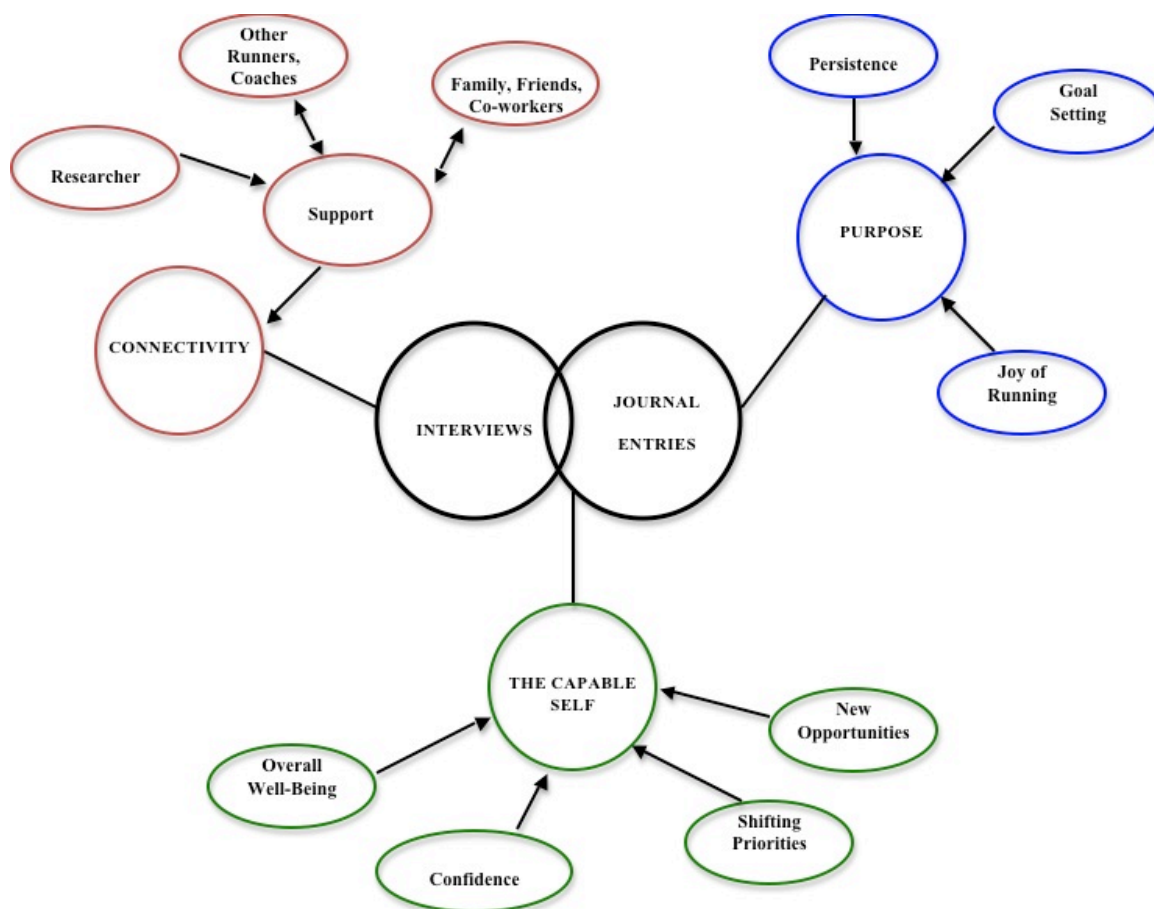 Other
Runners,
Coaches
Family, Friends,
Co-workers
Researcher
Support
CONNECTIVITY
Persistence
Goal
Setting
PURPOSE
Joy of
Running
INTERVIEWS
JOURNAL
ENTRIES
THE CAPABLE
SELF
New
Opportunities
Overall
Well-Being
Shifting
Priorities
Confidence